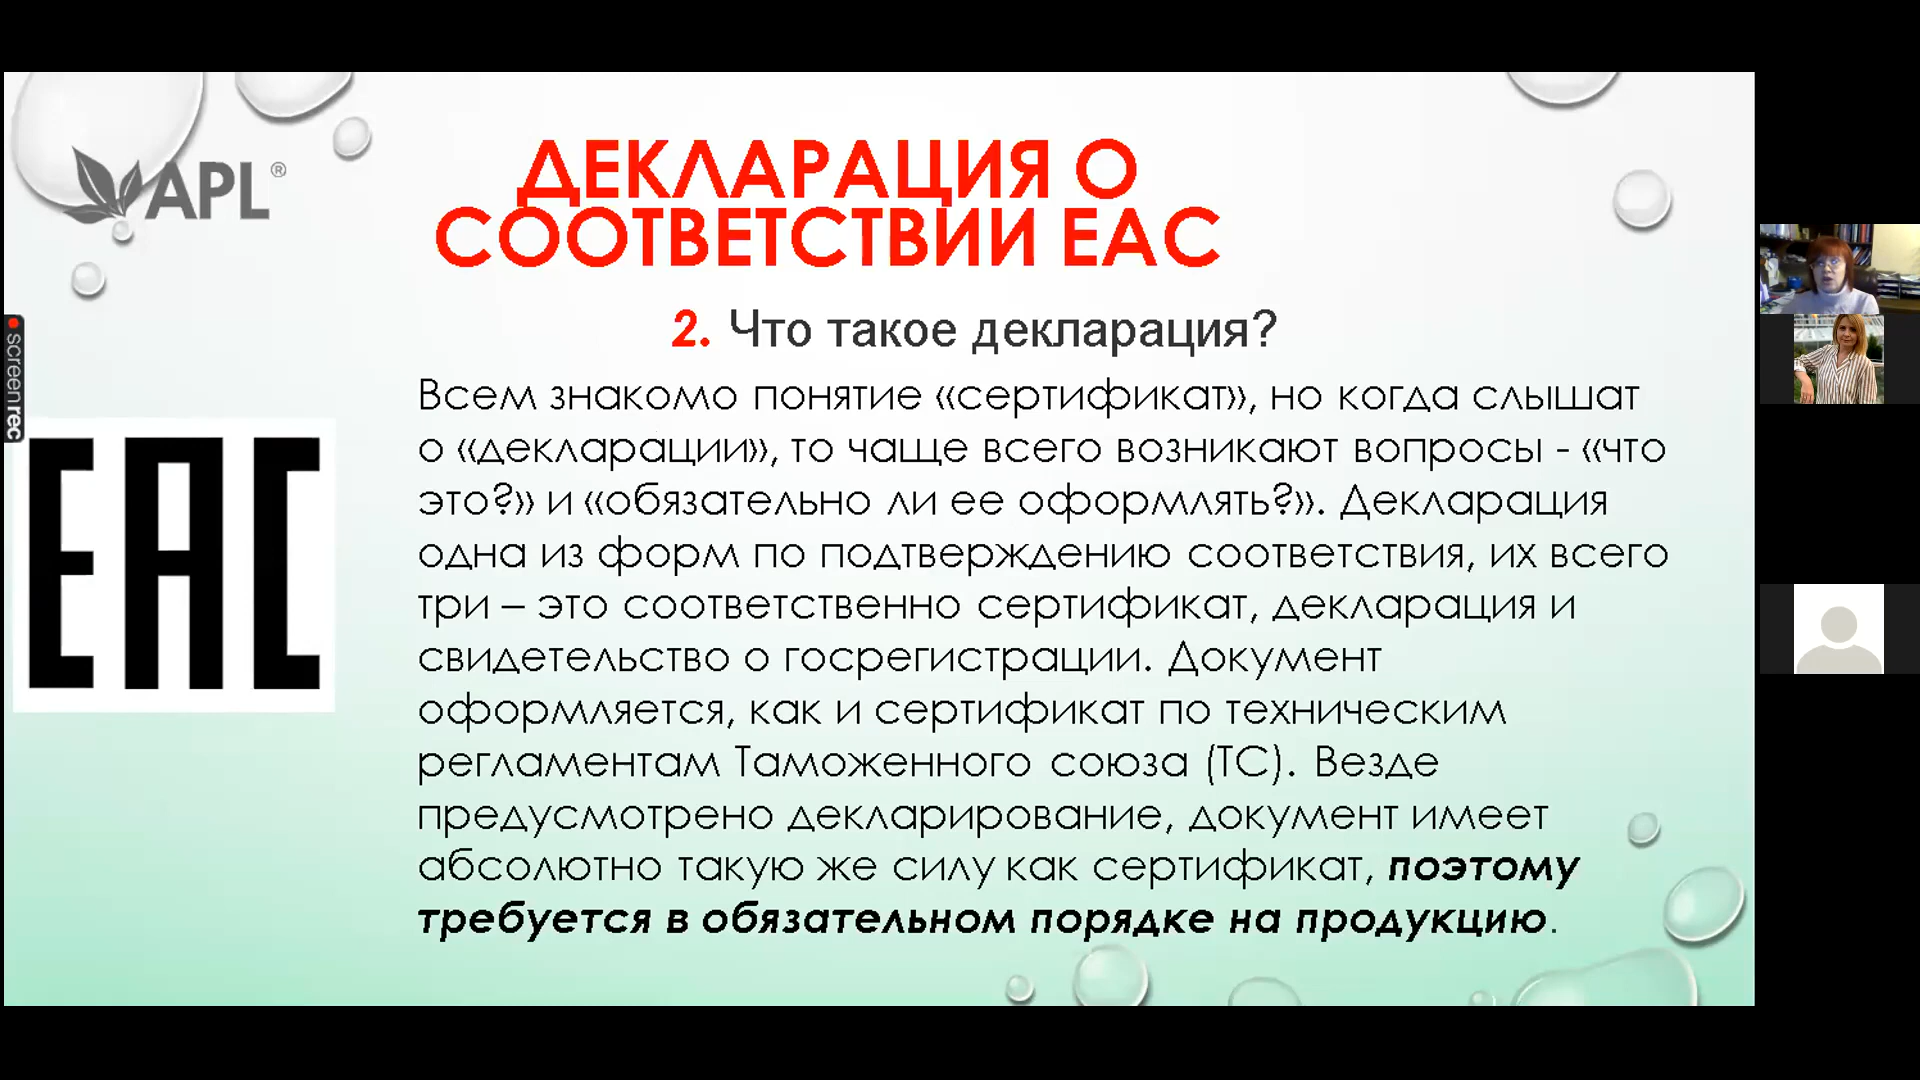 APL®
ДЕКЛАРАЦИЯ О
СООТВЕТСТВИИ ЕАС
2. Что такое декларация?
Всем знакомо понятие «сертификат», но когда слышат
о «декларации», то чаще всего возникают вопросы - «что
это?» и «обязательно ли ее оформлять?». Декларация
одна из форм по подтверждению соответствия, их всего
три – это соответственно сертификат, декларация и
свидетельство о госрегистрации. Документ
оформляется, как и сертификат по техническим
регламентам Таможенного союза (ТС). Везде
предусмотрено декларирование, документ имеет
абсолютно такую же силу как сертификат, поэтому
требуется в обязательном порядке на продукцию.
EAC
screenrec